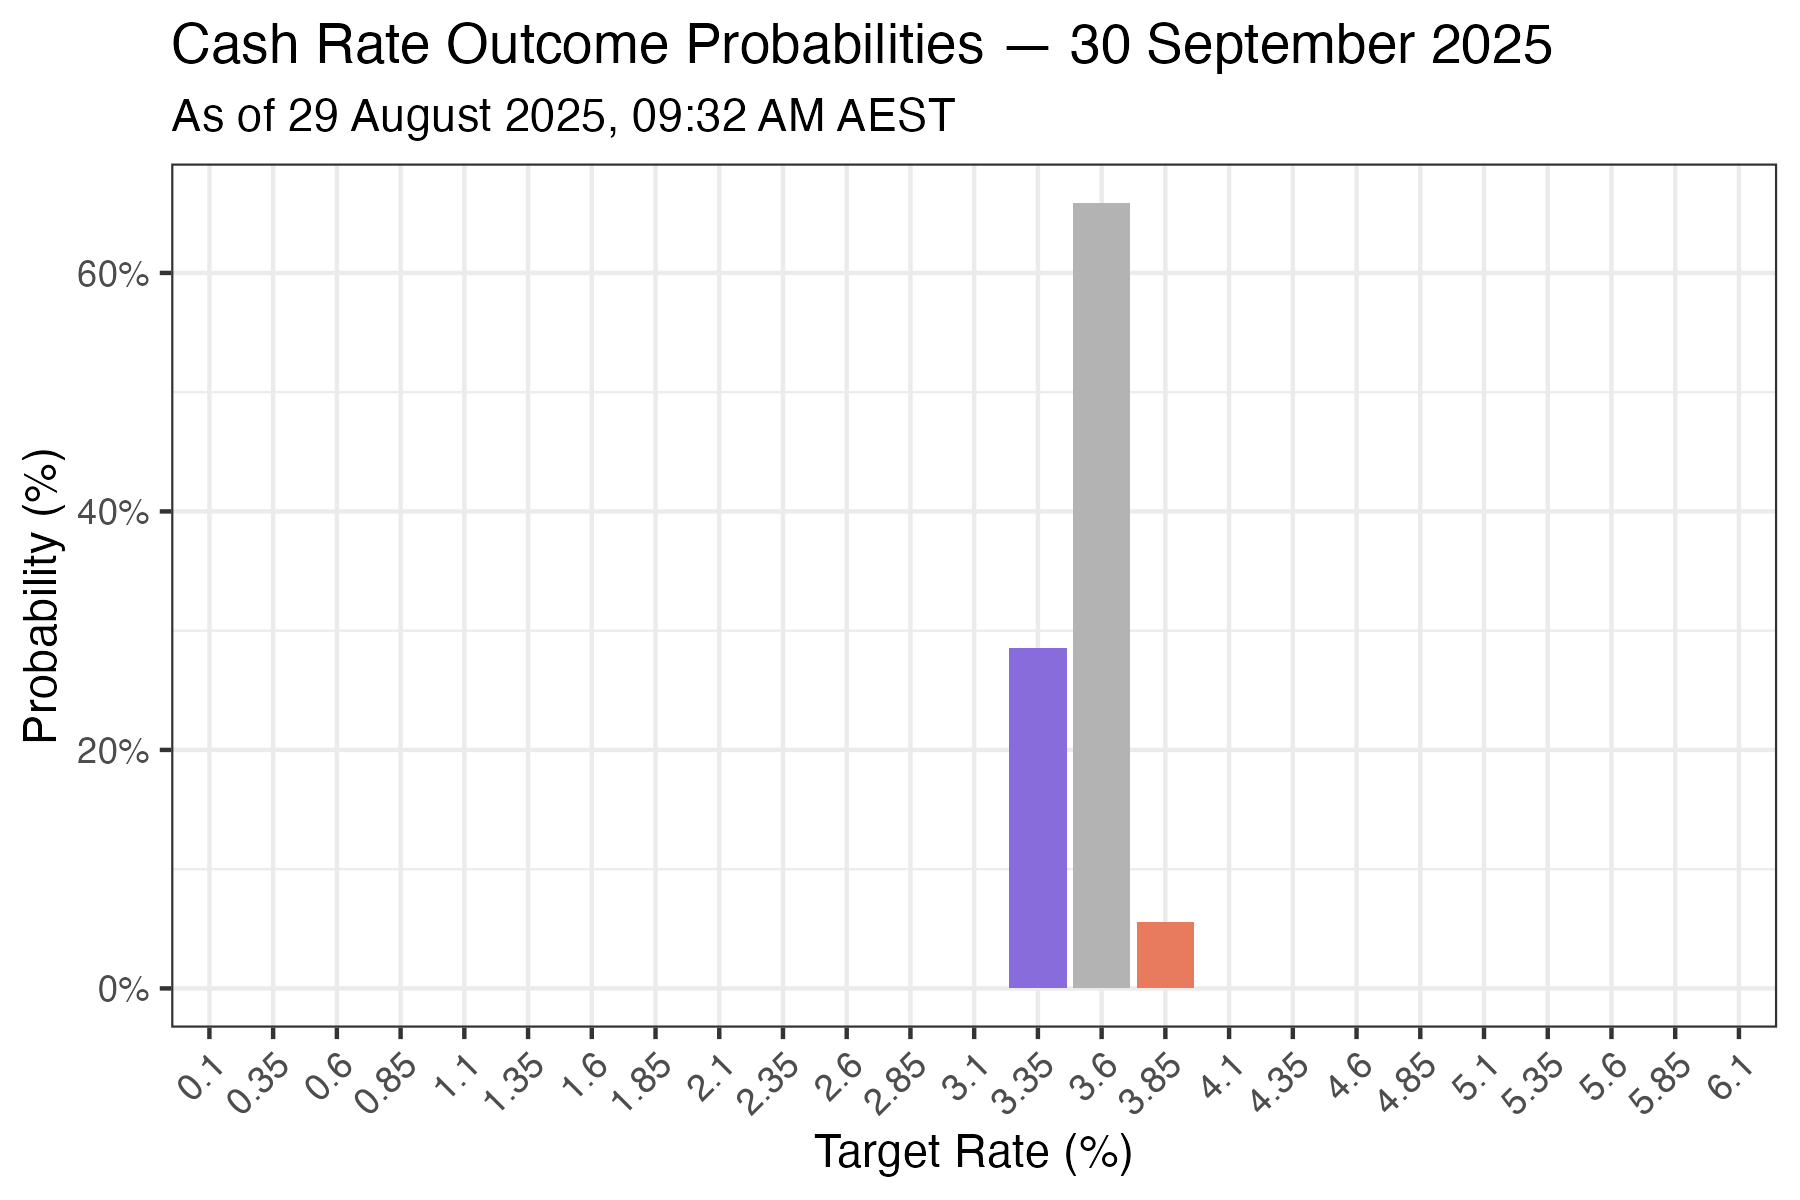 Cash Rate Outcome Probabilities — 30 September 2025
As of 29 August 2025, 09:32 AM AEST
Probability (%)
60%
40%
20%
0%
0.1 0.35 0.6 0.85 1.1 1.35 1.6 1.85 2.1 2.35 2.6 2.85 3.1 3.35 3.6 3.85 4.1 4.35 4.6 4.85 5.1 5.35 5.6 5.85 6.1
Target Rate (%)